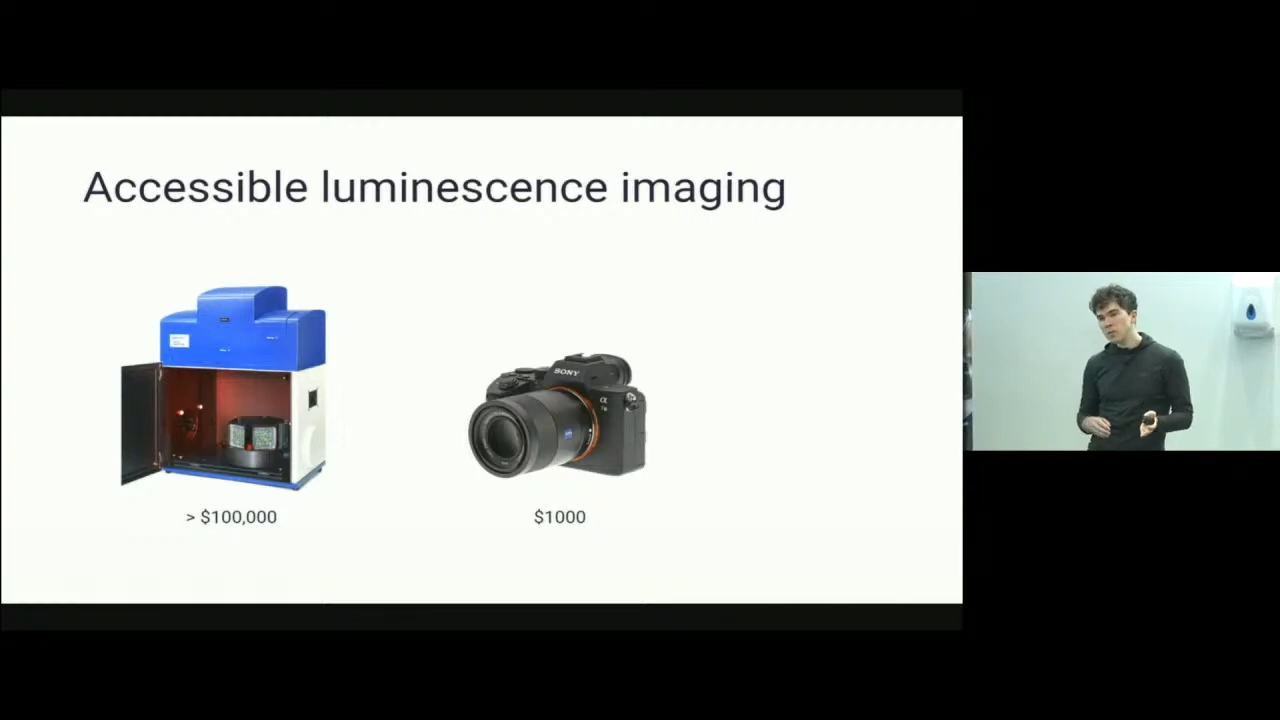 Accessible luminescence imaging
SONY
α
> $100,000
$1000